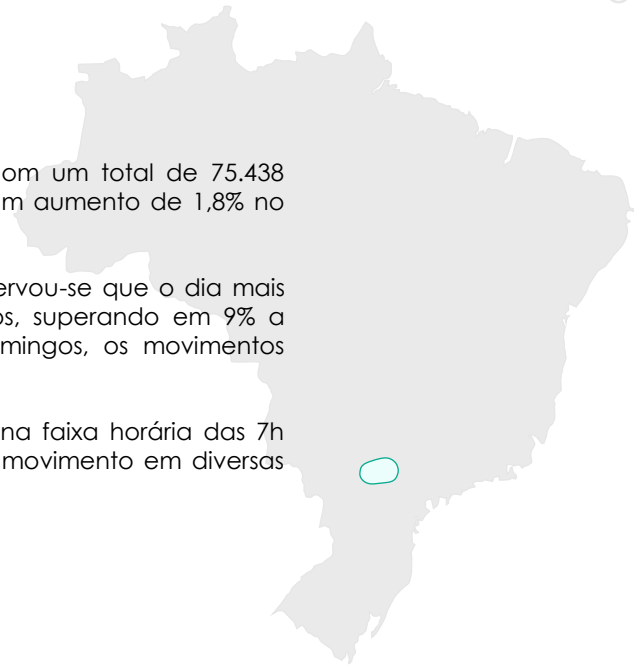 om um total de 75.438
m aumento de 1,8% no
ervou-se que o dia mais
os, superando em 9% a
mingos, os movimentos
na faixa horária das 7h
movimento em diversas